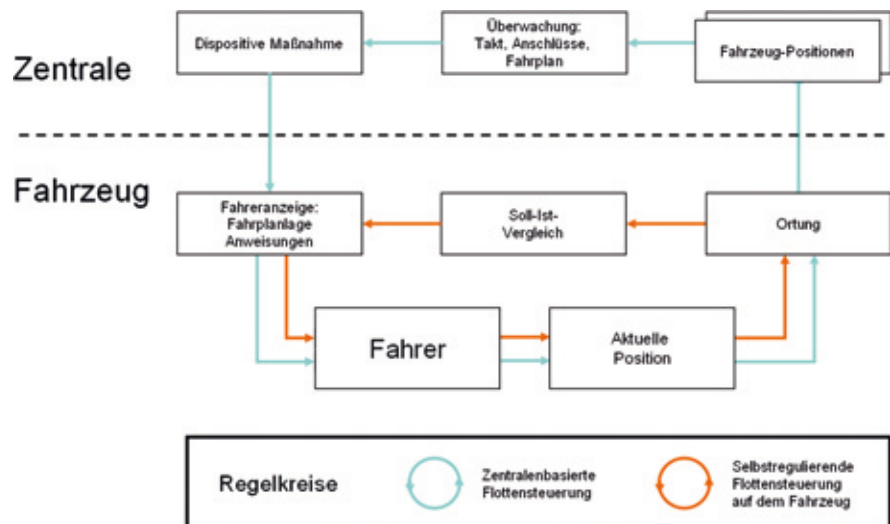 Zentrale
Dispositive Maßnahme
Überwachung:
Takt, Anschlüsse,
Fahrplan
Fahrzeug-Positionen
Fahrzeug
Fahreranzeige:
Fahrplanlage
Anweisungen
Soll-Ist-
Vergleich
Ortung
Fahrer
Aktuelle
Position
Regelkreise
Zentralenbasierte
Flottensteuerung
Selbstregulierende
Flottensteuerung
auf dem Fahrzeug